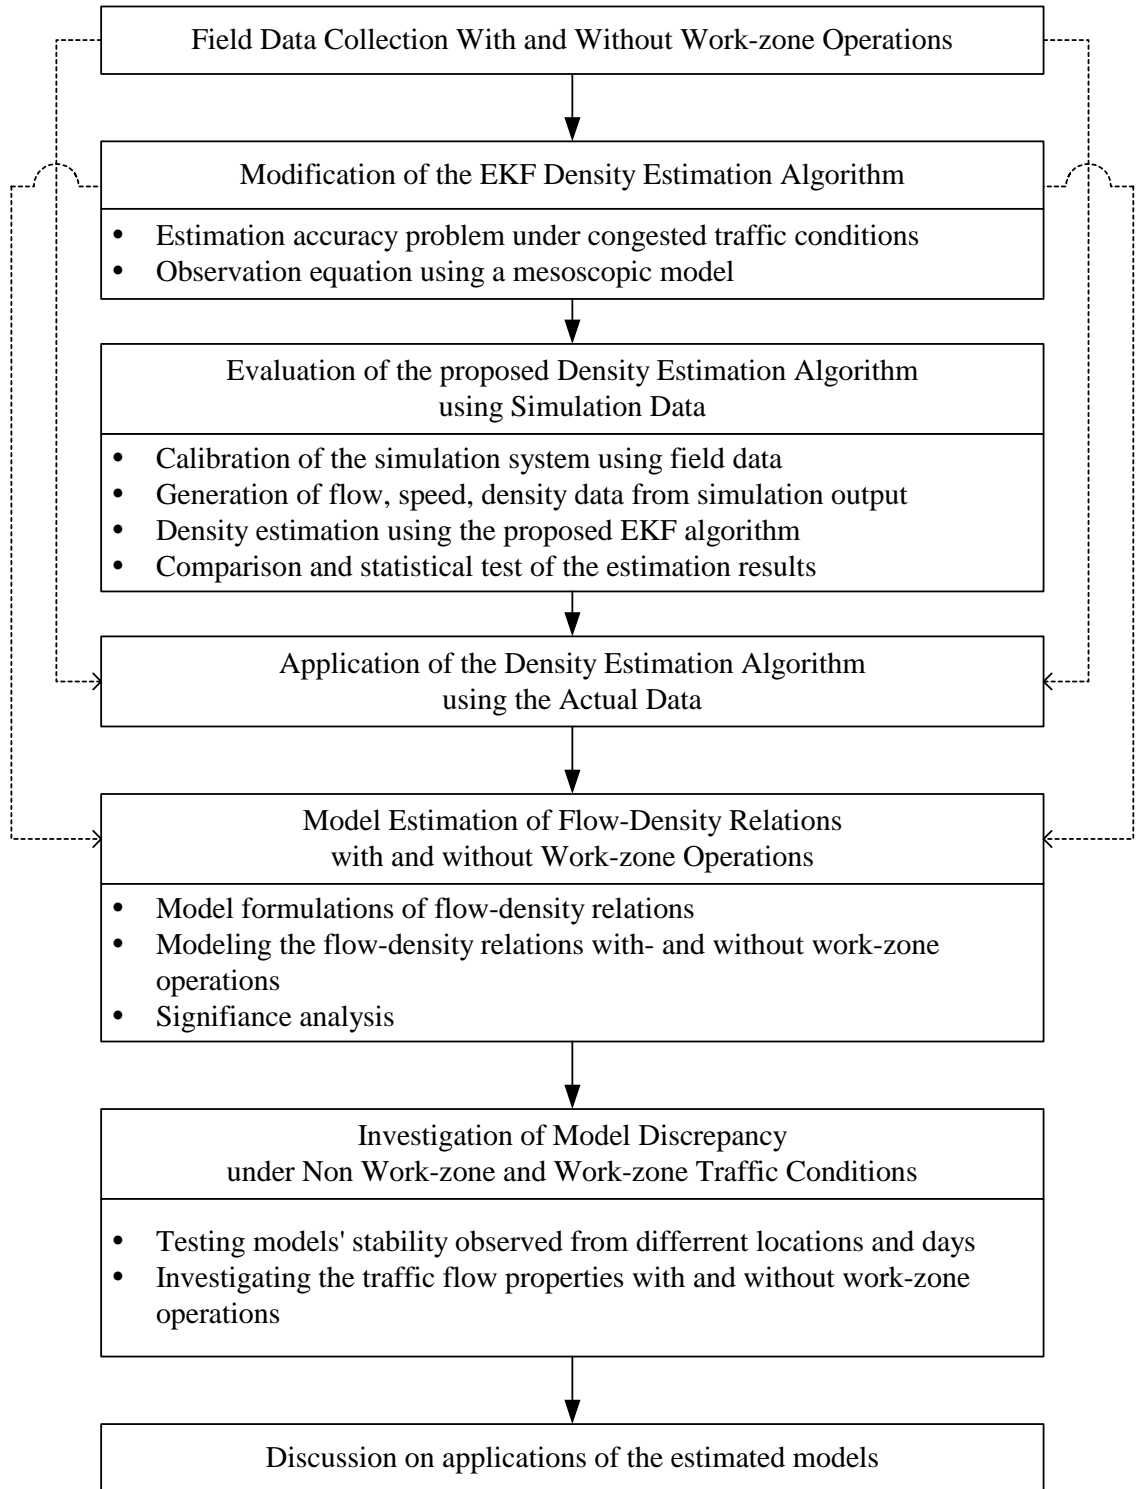 Field Data Collection With and Without Work-zone Operations
Modification of the EKF Density Estimation Algorithm
• Estimation accuracy problem under congested traffic conditions
• Observation equation using a mesoscopic model
Evaluation of the proposed Density Estimation Algorithm
using Simulation Data
• Calibration of the simulation system using field data
• Generation of flow, speed, density data from simulation output
• Density estimation using the proposed EKF algorithm
• Comparison and statistical test of the estimation results
Application of the Density Estimation Algorithm
using the Actual Data
Model Estimation of Flow-Density Relations
with and without Work-zone Operations
• Model formulations of flow-density relations
• Modeling the flow-density relations with- and without work-zone
operations
• Signifiance analysis
Investigation of Model Discrepancy
under Non Work-zone and Work-zone Traffic Conditions
• Testing models' stability observed from differrent locations and days
• Investigating the traffic flow properties with and without work-zone
operations
Discussion on applications of the estimated models